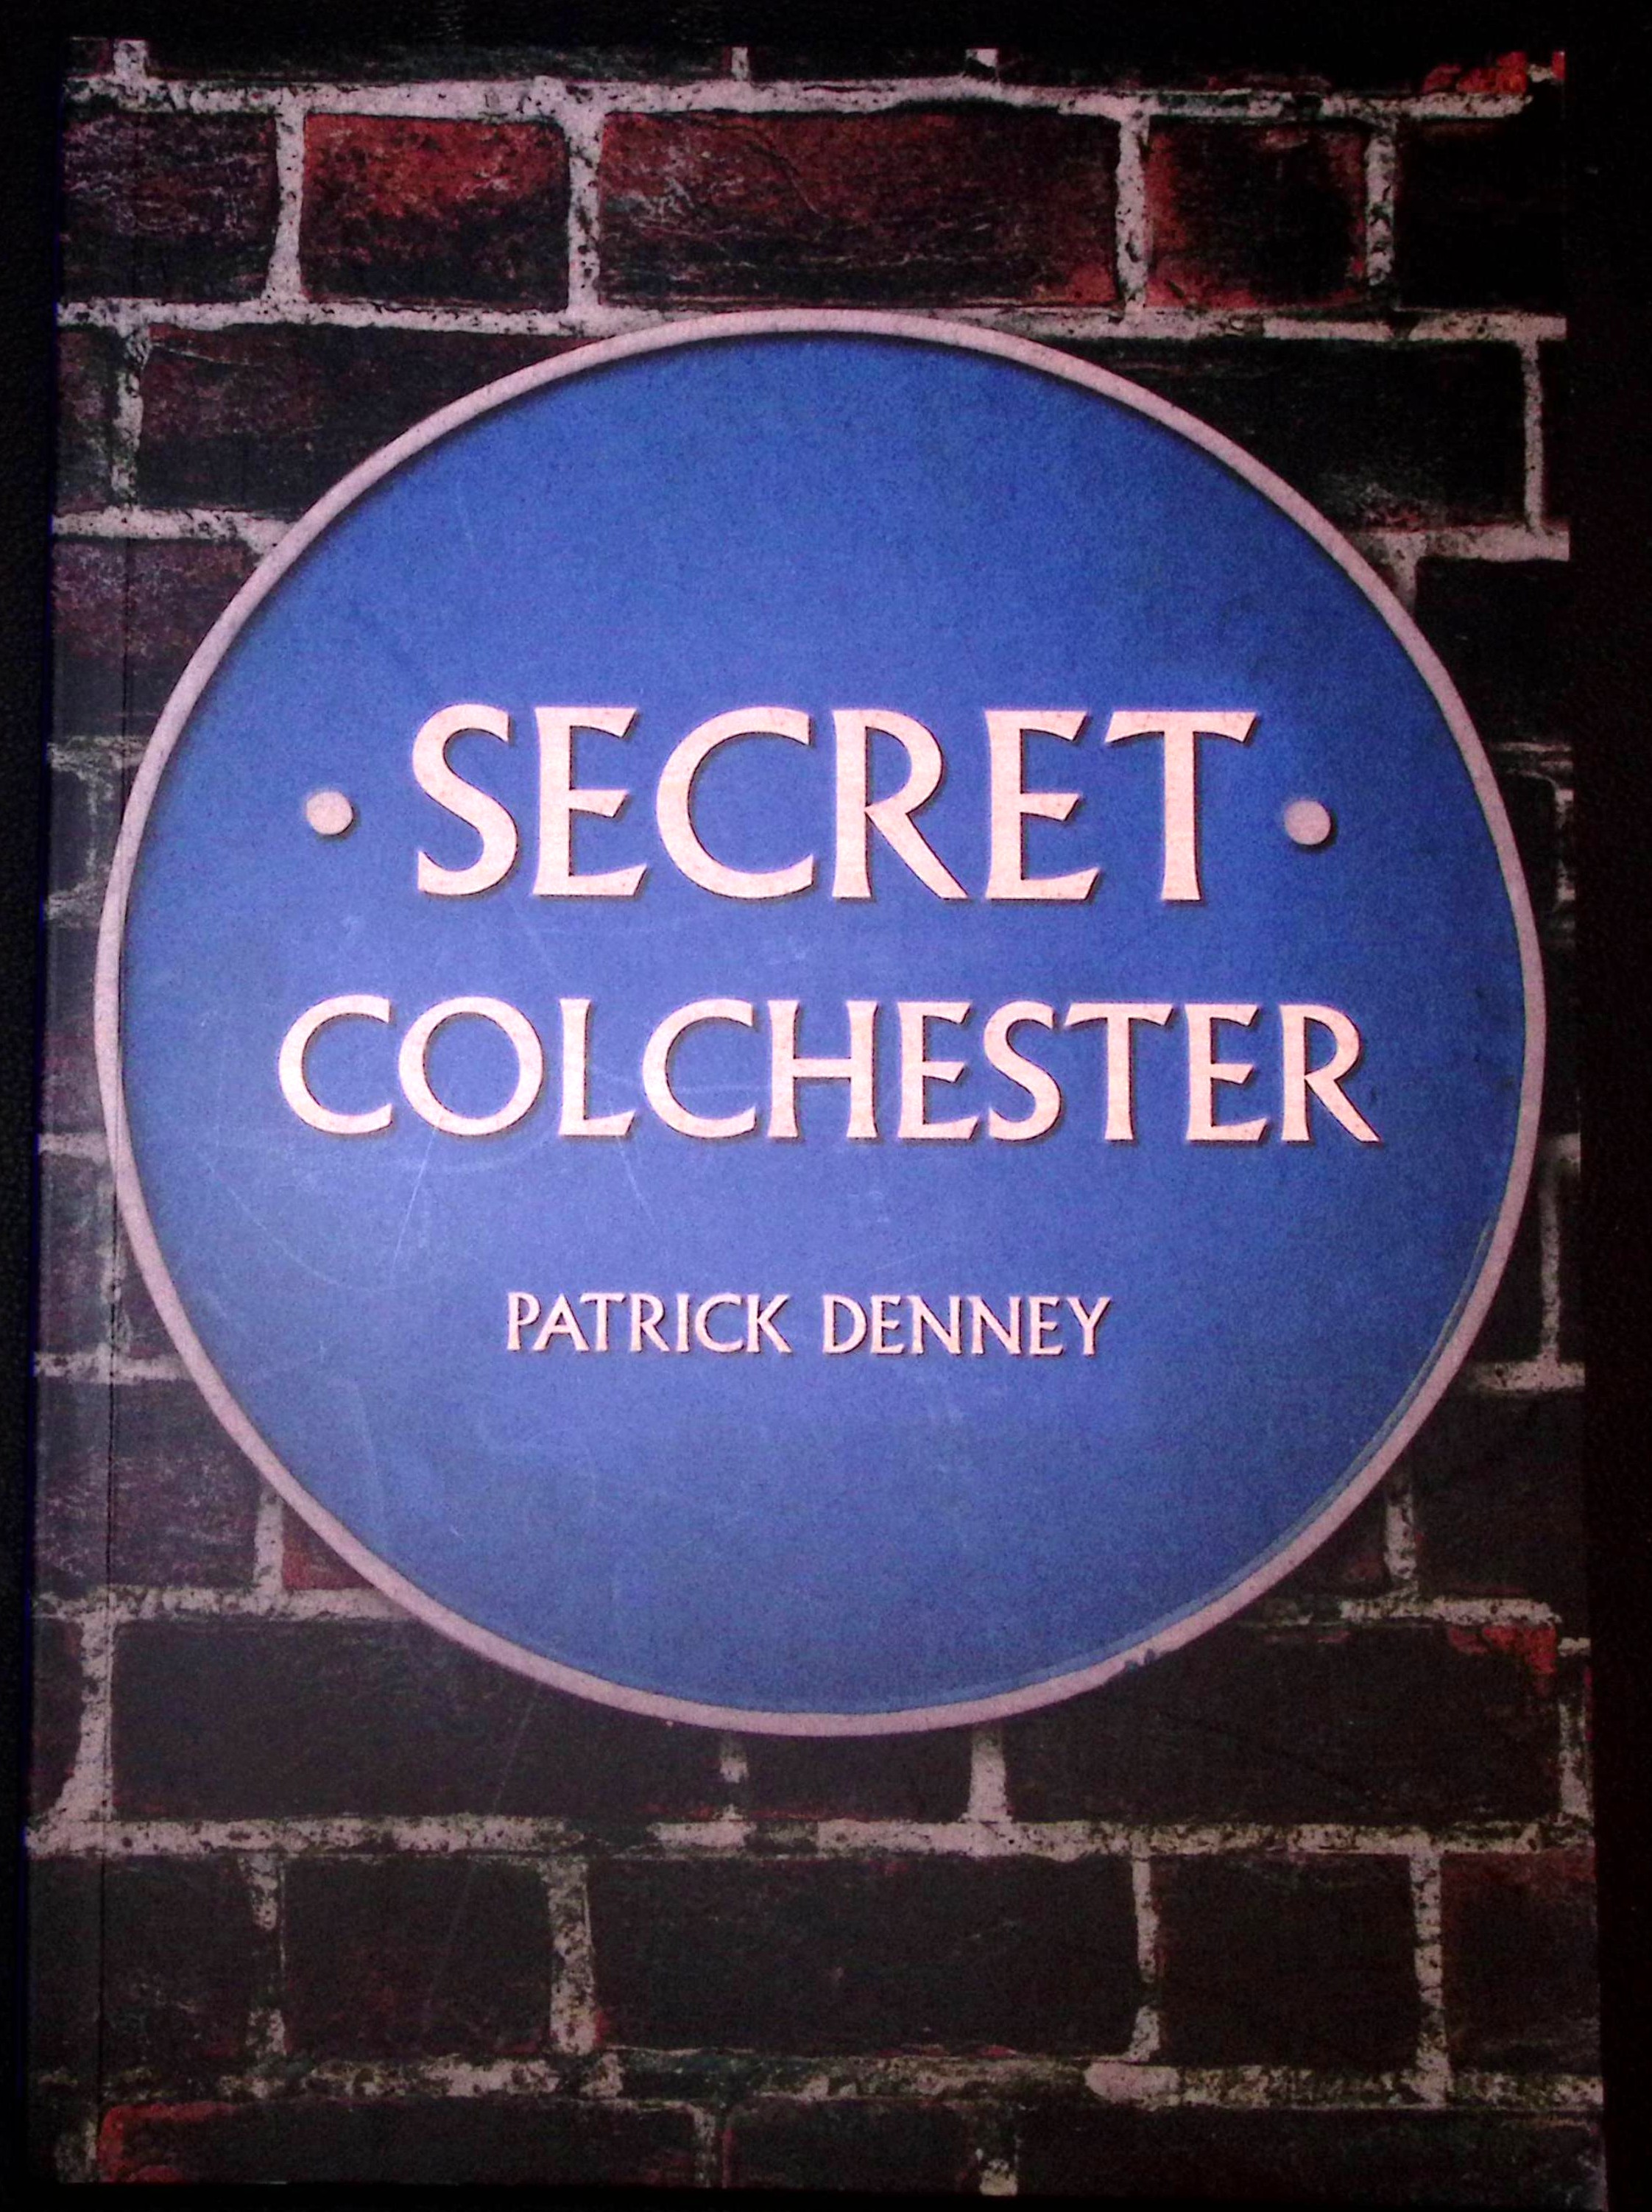 • SECRET •
COLCHESTER
PATRICK DENNEY